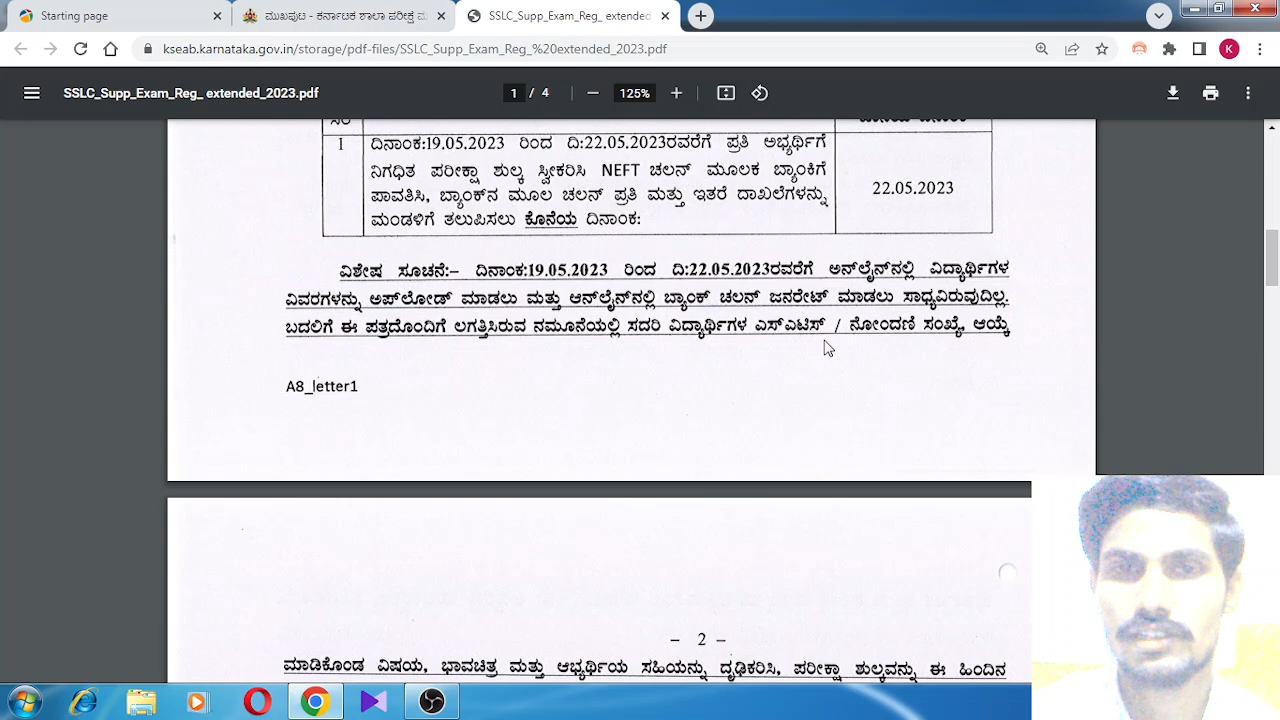 Starting page
ಮುಖಪುಟ - ಕರ್ನಾಟಕ ಶಾಲಾ ಪರೀಕ್ಷೆ ಮ
SSLC_Supp_Exam_Reg_ extended
kseab.karnataka.gov.in/storage/pdf-files/SSLC_Supp_Exam_Reg_%20extended_2023.pdf
K
SSLC_Supp_Exam_Reg_ extended_2023.pdf
1 / 4
125%
1 ದಿನಾಂಕ:19.05.2023 ರಿಂದ ದಿ:22.05.2023ರವರೆಗೆ ಪ್ರತಿ ಅಭ್ಯರ್ಥಿಗೆ
ನಿಗಧಿತ ಪರೀಕ್ಷಾ ಶುಲ್ಕ ಸ್ವೀಕರಿಸಿ NEFT ಚಲನ್ ಮೂಲಕ ಬ್ಯಾಂಕಿಗೆ
ಪಾವತಿಸಿ, ಬ್ಯಾಂಕ್‌ನ ಮೂಲ ಚಲನ್ ಪ್ರತಿ ಮತ್ತು ಇತರೆ ದಾಖಲೆಗಳನ್ನು
ಮಂಡಳಿಗೆ ತಲುಪಿಸಲು ಕೊನೆಯ ದಿನಾಂಕ:
22.05.2023
ವಿಶೇಷ ಸೂಚನೆ:– ದಿನಾಂಕ:19.05.2023 ರಿಂದ ದಿ:22.05.2023ರವರೆಗೆ ಅನ್‌ಲೈನ್‌ನಲ್ಲಿ ವಿದ್ಯಾರ್ಥಿಗಳ
ವಿವರಗಳನ್ನು ಅಪ್‌ಲೋಡ್ ಮಾಡಲು ಮತ್ತು ಆನ್‌ಲೈನ್‌ನಲ್ಲಿ ಬ್ಯಾಂಕ್ ಚಲನ್ ಜನರೇಟ್ ಮಾಡಲು ಸಾಧ್ಯವಿರುವುದಿಲ್ಲ.
ಬದಲಿಗೆ ಈ ಪತ್ರದೊಂದಿಗೆ ಲಗತ್ತಿಸಿರುವ ನಮೂನೆಯಲ್ಲಿ ಸದರಿ ವಿದ್ಯಾರ್ಥಿಗಳ ಎಸ್ಎಟಿಸ್ / ನೋಂದಣಿ ಸಂಖ್ಯೆ, ಆಯ್ಕೆ
A8_letter1
– 2 –
ಮಾಡಿಕೊಂಡ ವಿಷಯ, ಭಾವಚಿತ್ರ ಮತ್ತು ಆಭ್ಯರ್ಥಿಯ ಸಹಿಯನ್ನು ದೃಢಿಕರಿಸಿ, ಪರೀಕ್ಷಾ ಶುಲ್ಕವನ್ನು ಈ ಹಿಂದಿನ